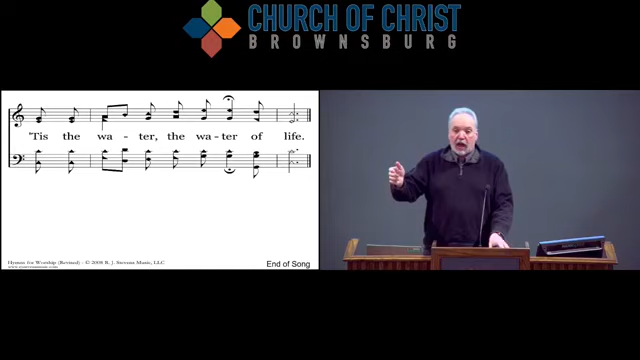 CHURCH OF CHRIST
BROWNSBURG
'Tis the wa - ter, the wa - ter of life.
Hymns for Worship (Revised) - © 2008 R. J. Stevens Music, LLC
End of Song